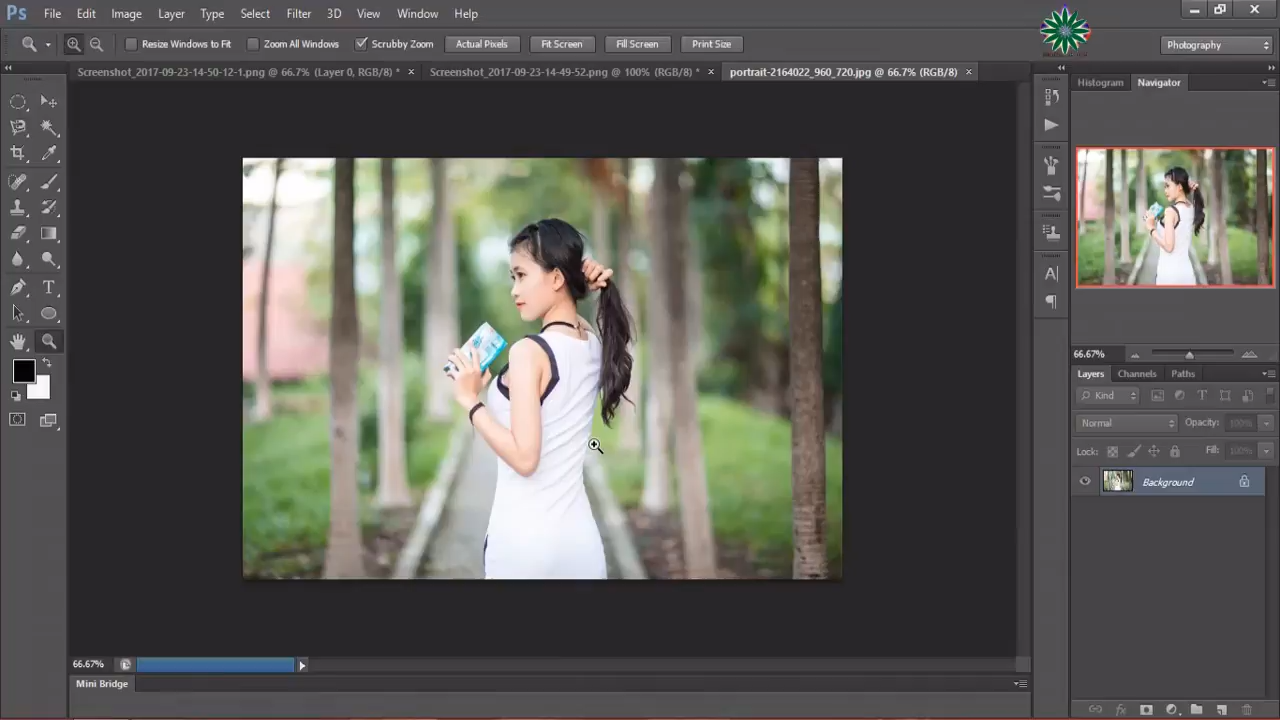 Ps File Edit Image Layer Type Select Filter 3D View Window Help
Resize Windows to Fit Zoom All Windows Scrubby Zoom Actual Pixels Fit Screen Fill Screen Print Size Photography
Screenshot_2017-09-23-14-50-12-1.png @ 66.7% (Layer 0, RGB/8) * Screenshot_2017-09-23-14-49-52.png @ 100% (RGB/8) * portrait-2164022_960_720.jpg @ 66.7% (RGB/8)
Histogram Navigator
66.67%
Layers Channels Paths
Kind
Normal Opacity: 100%
Lock: Fill: 100%
Background
66.67%
Mini Bridge